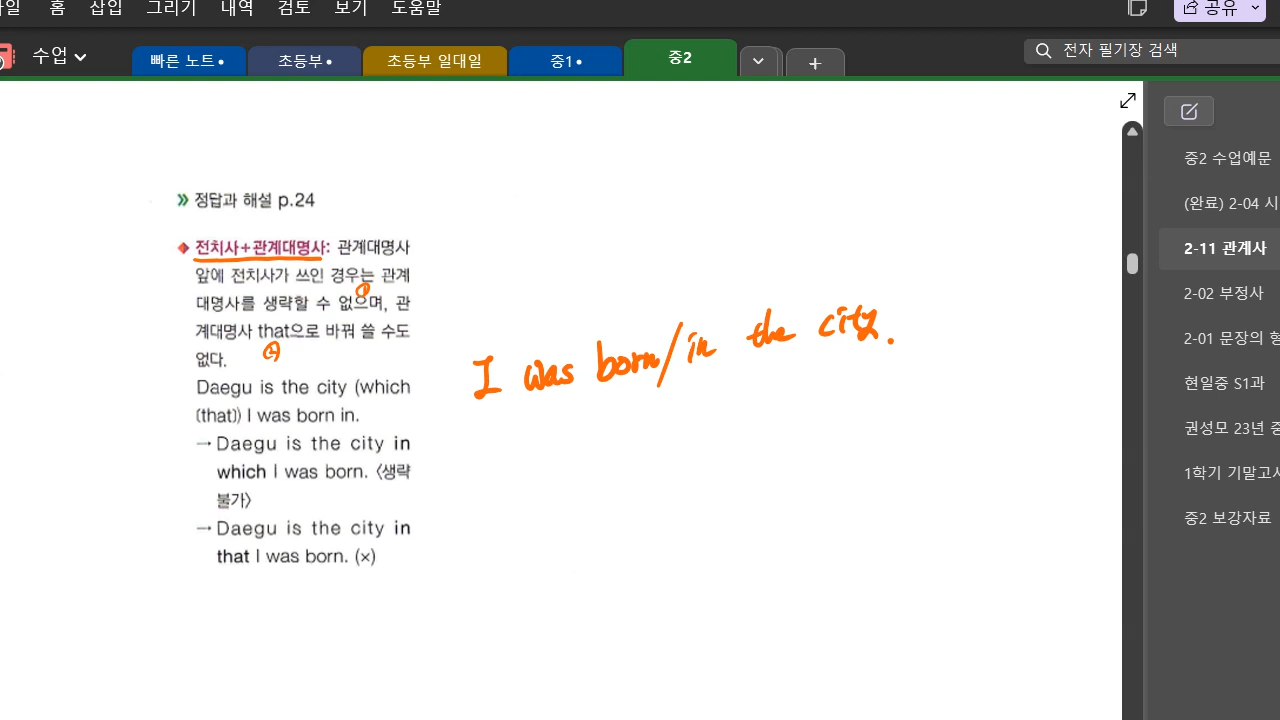 홈 삽입 그리기 내역 검토 보기 도움말 공유
수업 빠른 노트 초등부 초등부 일대일 중1 중2 전자 필기장 검색
중2 수업예문
(완료) 2-04 시
2-11 관계사
2-02 부정사
2-01 문장의 형
현일중 S1과
권성모 23년 중
1학기 기말고사
중2 보강자료
» 정답과 해설 p.24
◆ 전치사+관계대명사: 관계대명사
앞에 전치사가 쓰인 경우는 관계
①
대명사를 생략할 수 없으며, 관
계대명사 that으로 바꿔 쓸 수도
②
없다.
Daegu is the city (which
(that)) I was born in.
→ Daegu is the city in
which I was born. 〈생략
불가〉
→ Daegu is the city in
that I was born. (×)
I was born/in the city.